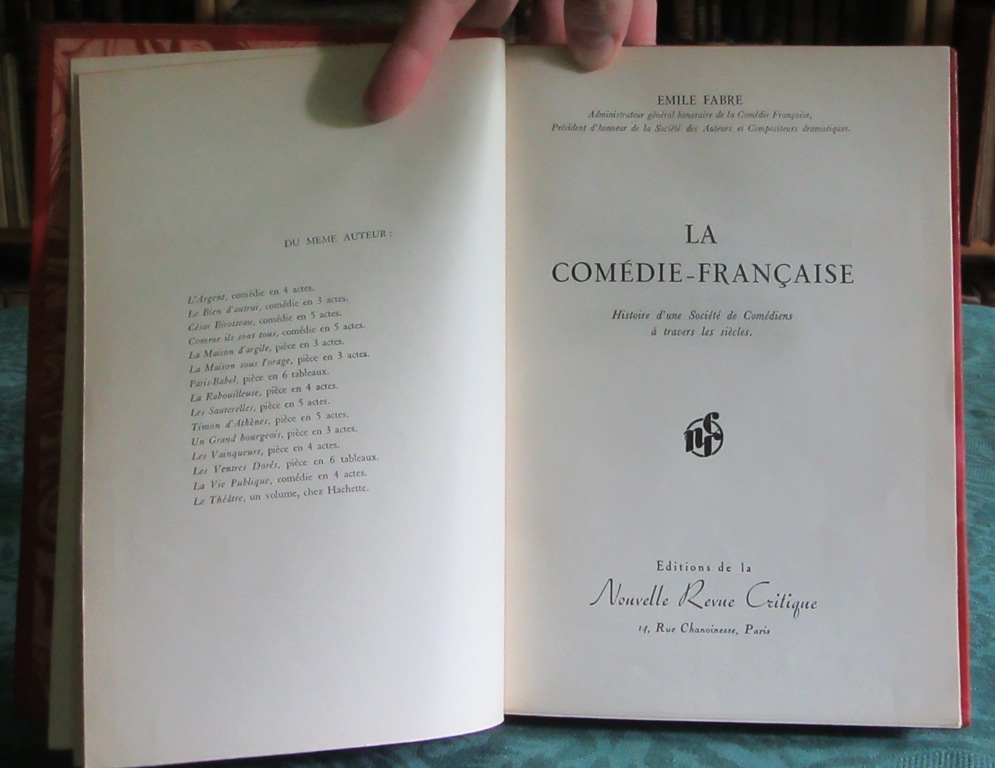 DU MEME AUTEUR:
L'Argent, comédie en 4 actes.
Le Bien d'autrui, comédie en 3 actes.
César Birotteau, comédie en 5 actes.
Comme ils sont tous, comédie en 5 actes.
La Maison d'argile, pièce en 3 actes.
La Maison sous l'orage, pièce en 3 actes.
Paris-Babel, pièce en 6 tableaux.
La Rabouilleuse, pièce en 4 actes.
Les Sauterelles, pièce en 5 actes.
Timon d'Athènes, pièce en 5 actes.
Un Grand bourgeois, pièce en 3 actes.
Les Vainqueurs, pièce en 4 actes.
Les Ventres Dorés, pièce en 6 tableaux.
La Vie Publique, comédie en 4 actes.
Le Théâtre, un volume, chez Hachette.
EMILE FABRE
Administrateur général honoraire de la Comédie Française,
Président d'honneur de la Société des Auteurs et Compositeurs dramatiques.
LA
COMÉDIE-FRANÇAISE
Histoire d'une Société de Comédiens
à travers les siècles.
nrc
Editions de la
Nouvelle Revue Critique
14, Rue Chanoinesse, Paris